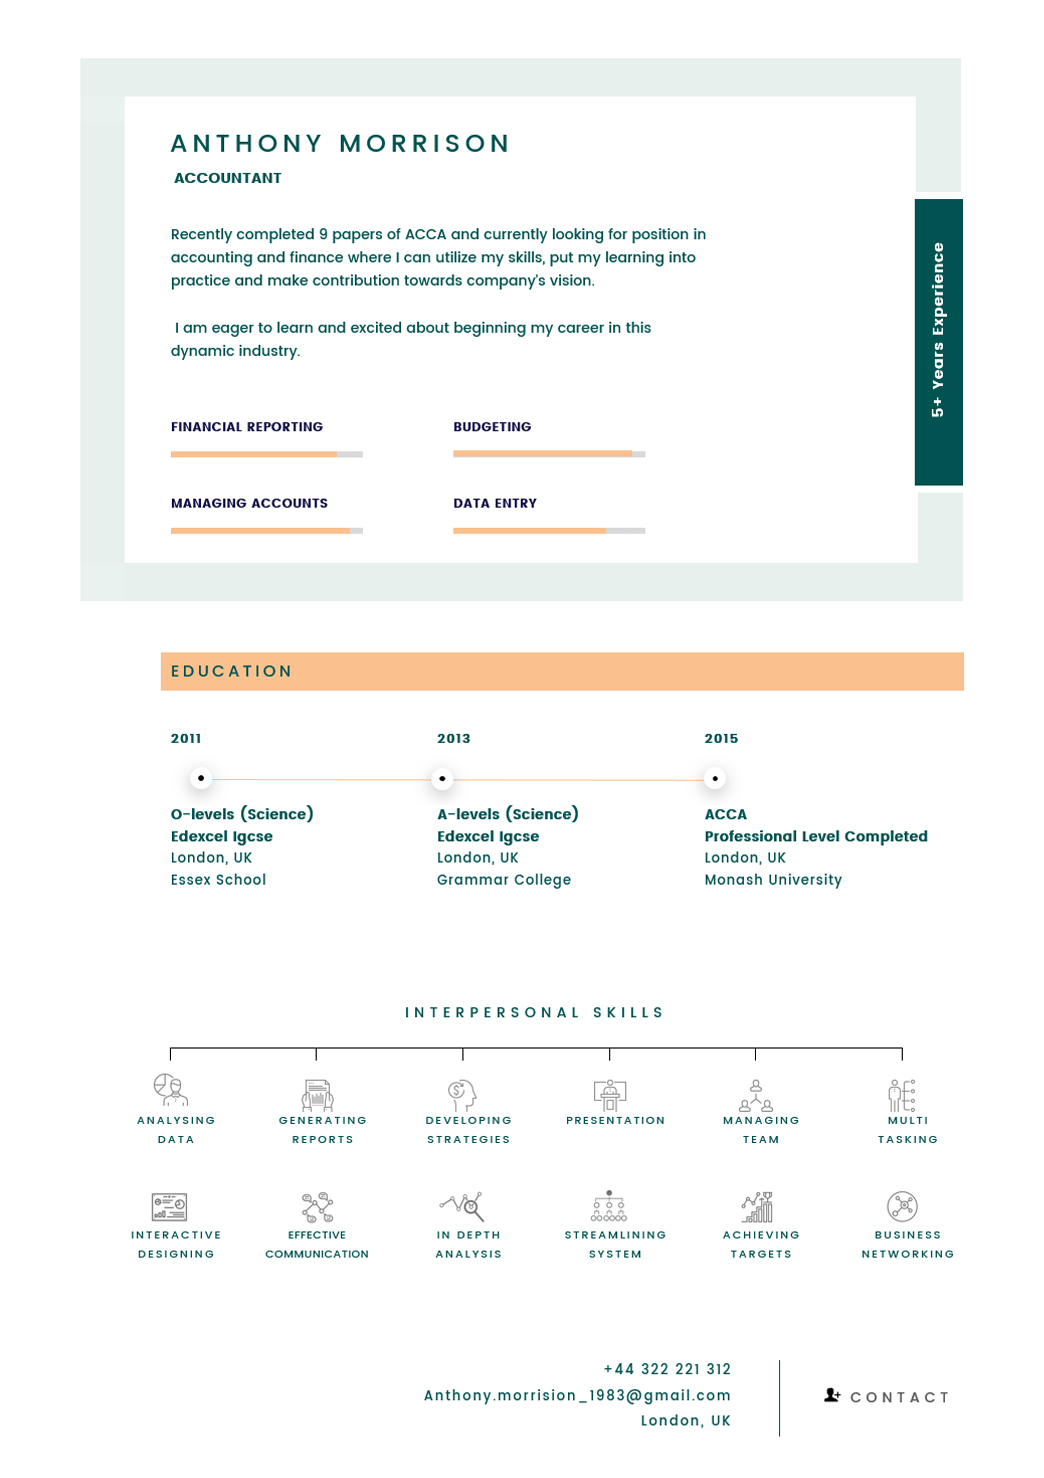 ANTHONY MORRISON
ACCOUNTANT
Recently completed 9 papers of ACCA and currently looking for position in
accounting and finance where I can utilize my skills, put my learning into
practice and make contribution towards company's vision.
I am eager to learn and excited about beginning my career in this
dynamic industry.
5+ Years Experience
FINANCIAL REPORTING
BUDGETING
MANAGING ACCOUNTS
DATA ENTRY
EDUCATION
2011
O-levels (Science)
Edexcel Igcse
London, UK
Essex School
2013
A-levels (Science)
Edexcel Igcse
London, UK
Grammar College
2015
ACCA
Professional Level Completed
London, UK
Monash University
INTERPERSONAL SKILLS
ANALYSING
DATA
GENERATING
REPORTS
DEVELOPING
STRATEGIES
PRESENTATION
MANAGING
TEAM
MULTI
TASKING
INTERACTIVE
DESIGNING
EFFECTIVE
COMMUNICATION
IN DEPTH
ANALYSIS
STREAMLINING
SYSTEM
ACHIEVING
TARGETS
BUSINESS
NETWORKING
+44 322 221 312
Anthony.morrision_1983@gmail.com
London, UK
CONTACT